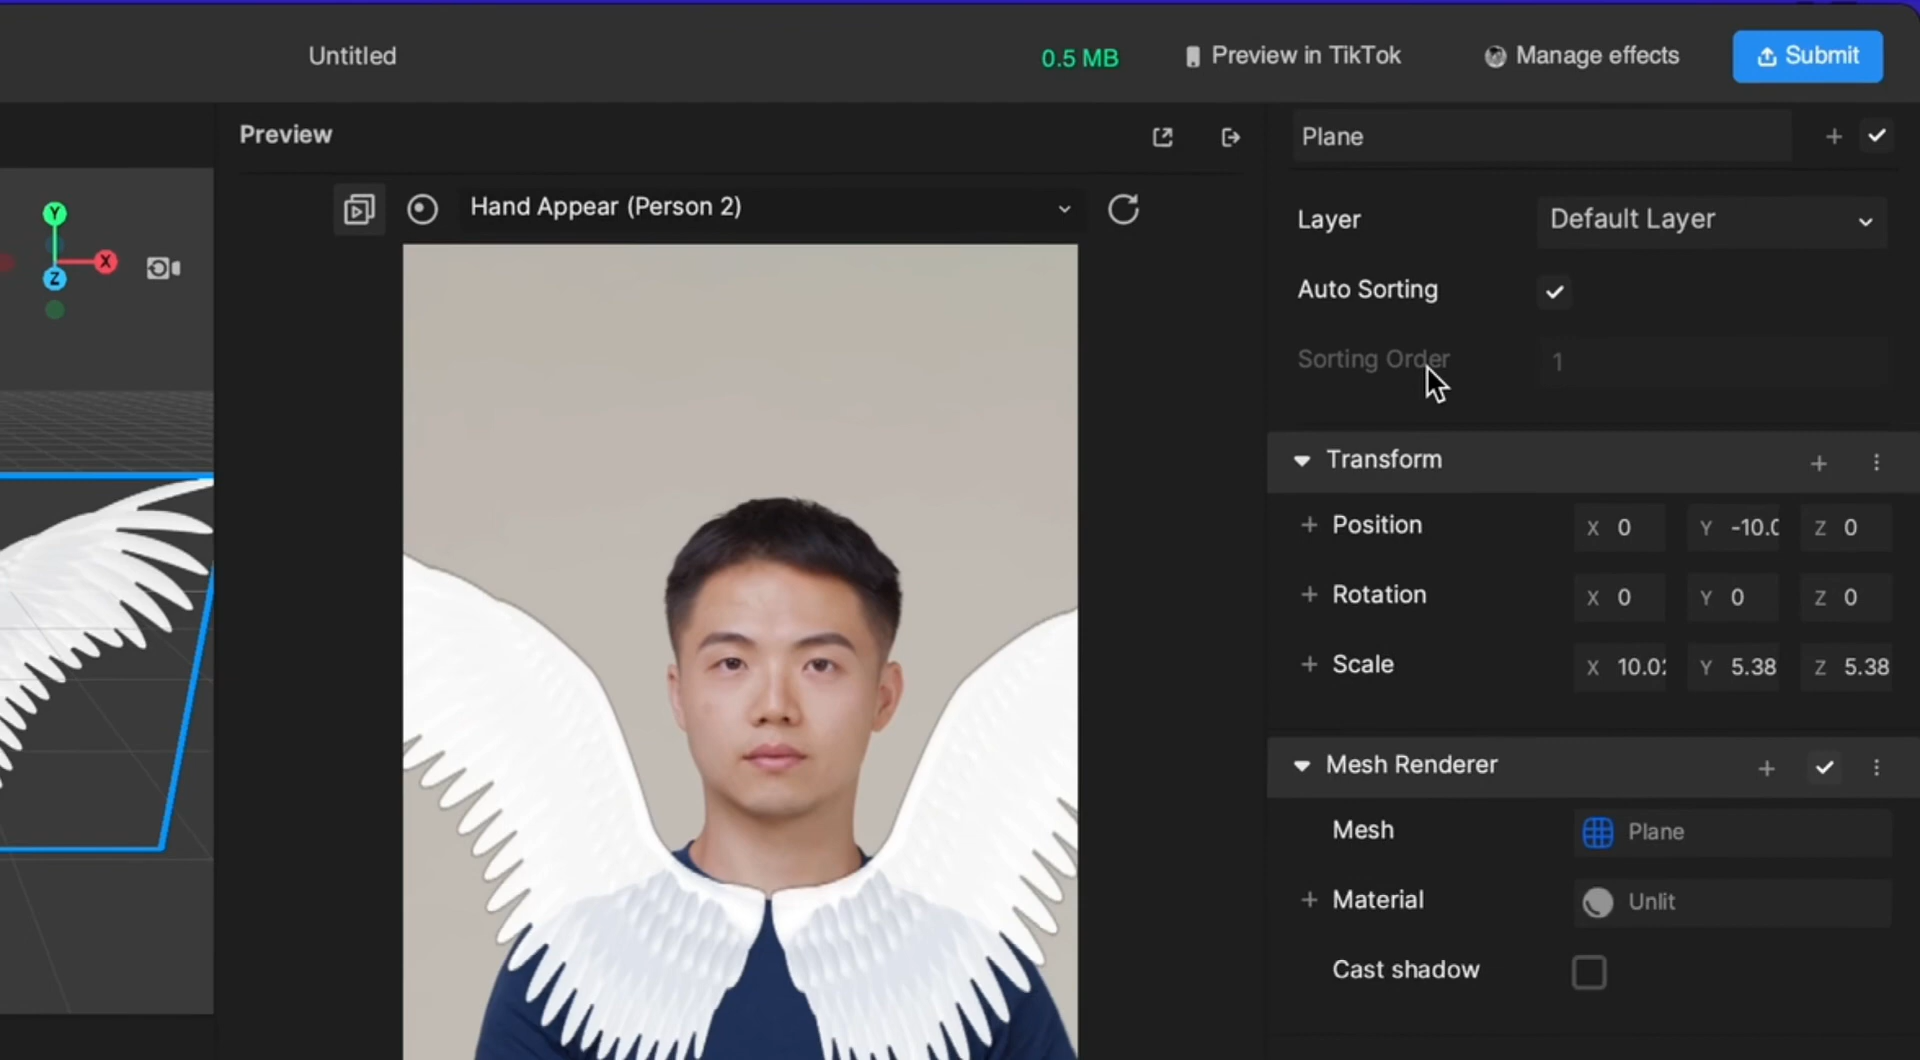 Untitled
0.5 MB
Preview in TikTok
Manage effects
Submit
Preview
Hand Appear (Person 2)
Y
X
Z
Plane
Layer
Default Layer
Auto Sorting
Sorting Order
1
Transform
Position
X 0
Y -10.0
Z 0
Rotation
X 0
Y 0
Z 0
Scale
X 10.0
Y 5.38
Z 5.38
Mesh Renderer
Mesh
Plane
Material
Unlit
Cast shadow